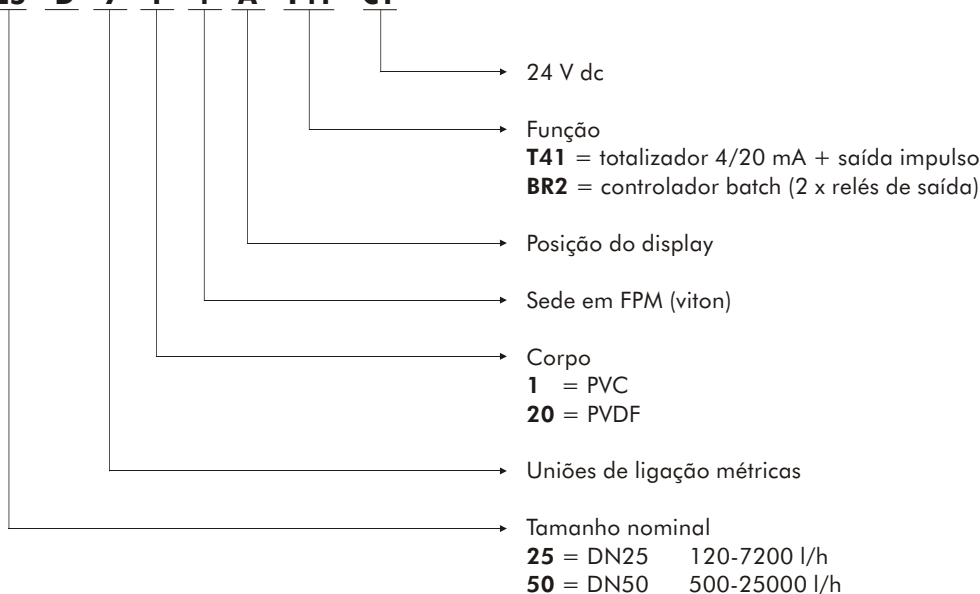 24 V dc
Função
T41 = totalizador 4/20 mA + saída impulso
BR2 = controlador batch (2 x relés de saída)
Posição do display
Sede em FPM (viton)
Corpo
1 = PVC
20 = PVDF
Uniões de ligação métricas
Tamanho nominal
25 = DN25 120-7200 l/h
50 = DN50 500-25000 l/h